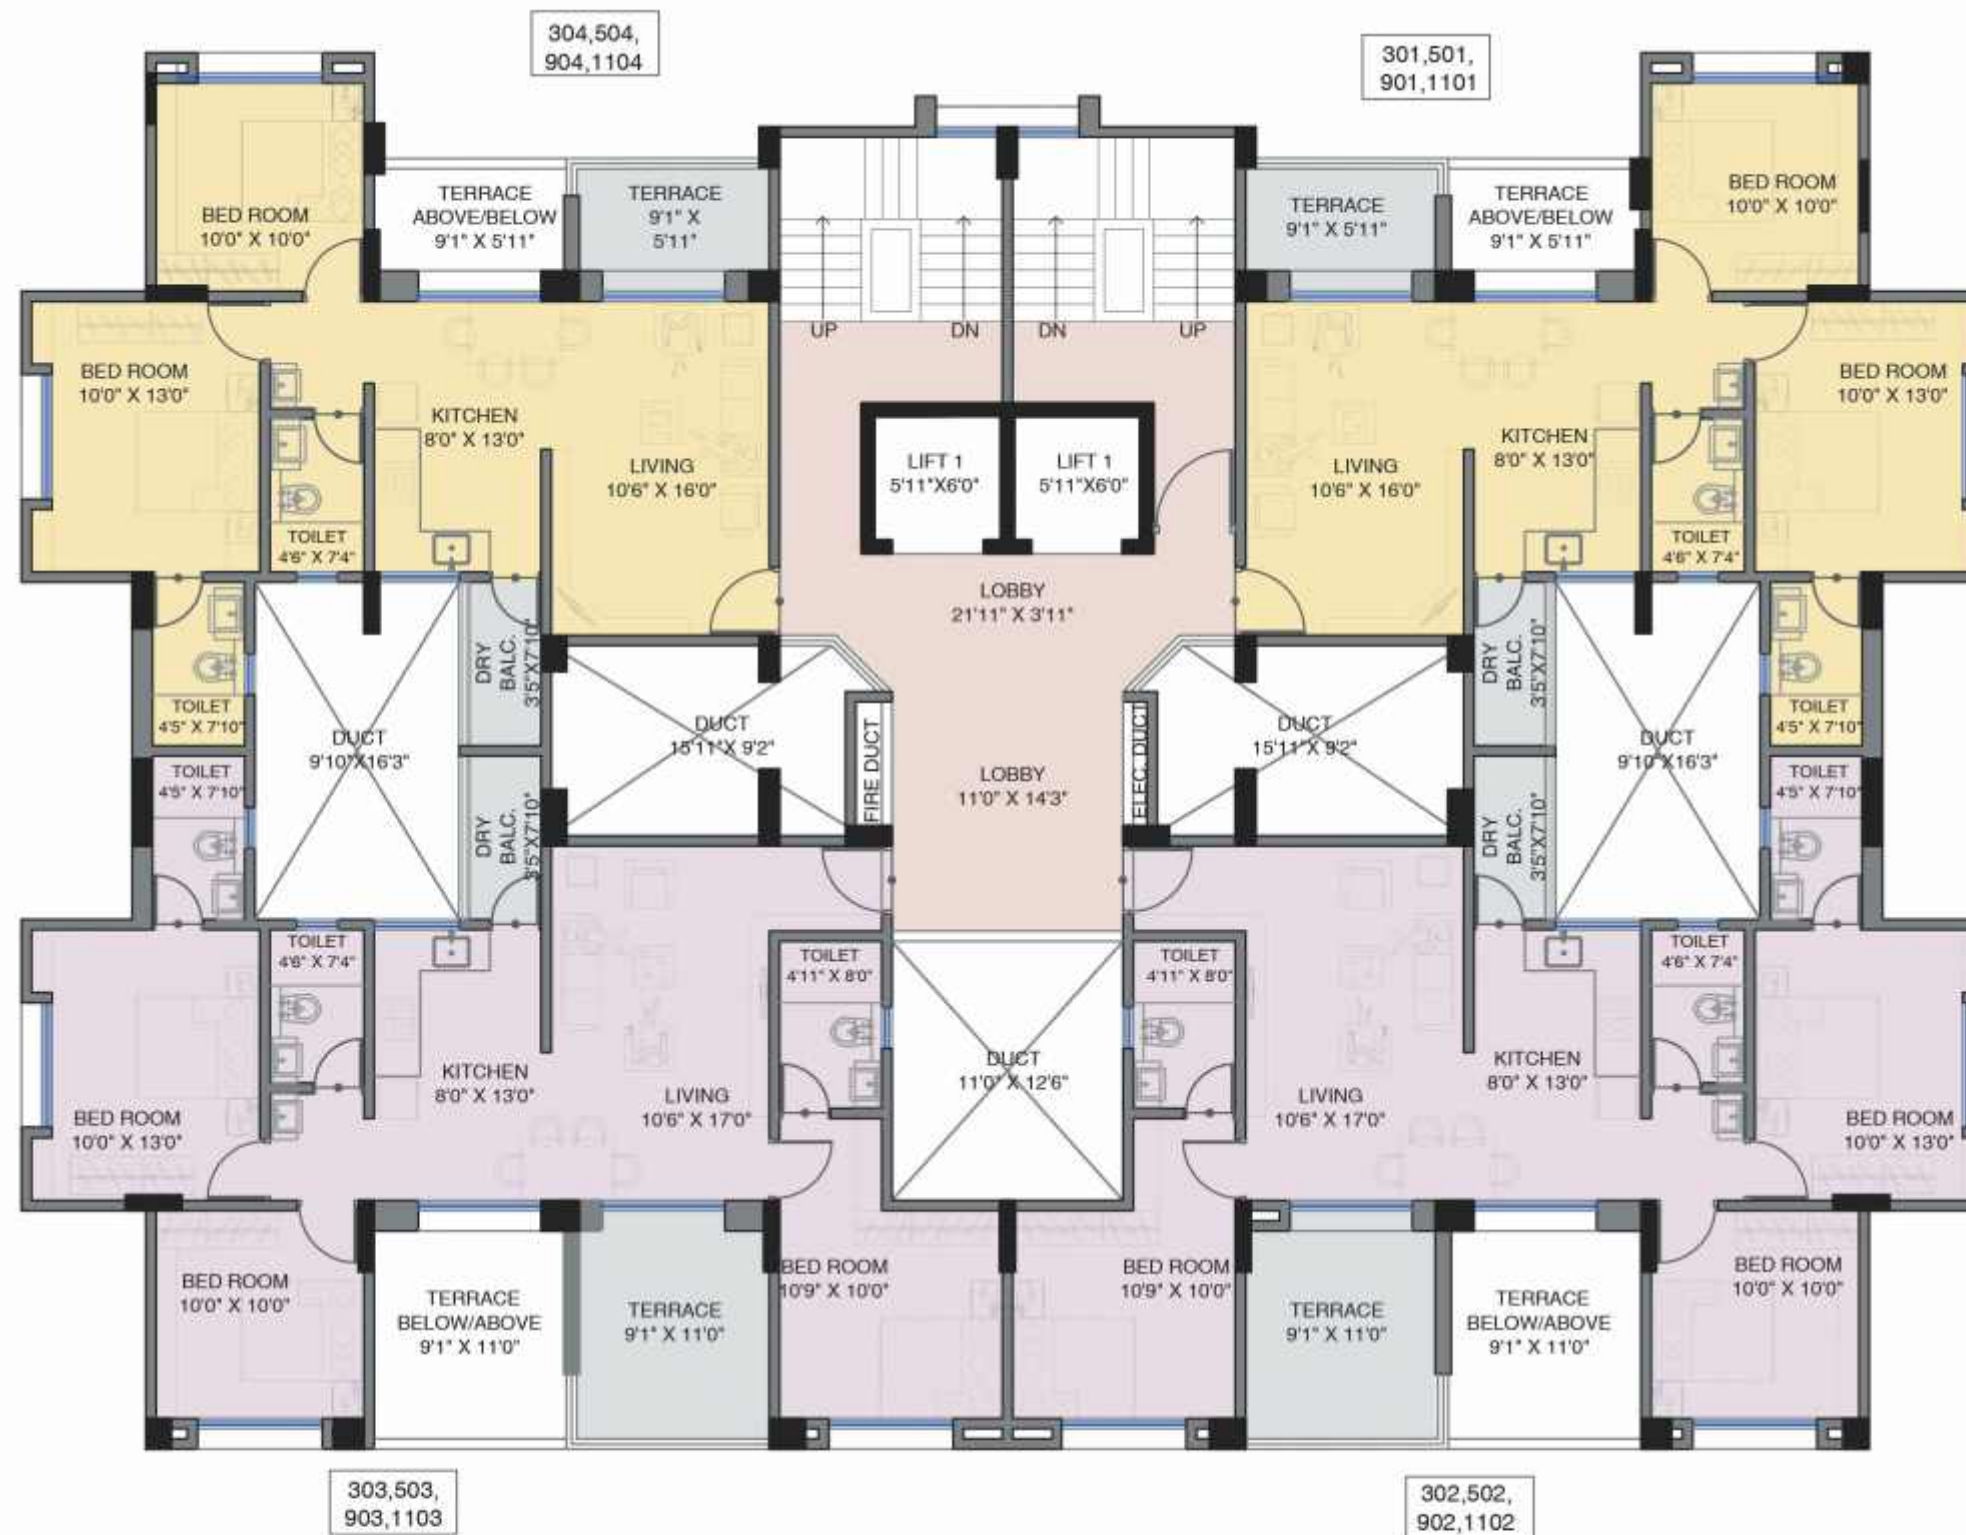 304,504,
904,1104
301,501,
901,1101
BED ROOM
10'0" X 10'0"
TERRACE
ABOVE/BELOW
9'1" X 5'11"
TERRACE
9'1" X
5'11"
TERRACE
9'1" X 5'11"
TERRACE
ABOVE/BELOW
9'1" X 5'11"
BED ROOM
10'0" X 10'0"
UP
DN
DN
UP
BED ROOM
10'0" X 13'0"
KITCHEN
8'0" X 13'0"
LIVING
10'6" X 16'0"
LIFT 1
5'11"X6'0"
LIFT 1
5'11"X6'0"
LIVING
10'6" X 16'0"
KITCHEN
8'0" X 13'0"
BED ROOM
10'0" X 13'0"
TOILET
4'6" X 7'4"
TOILET
4'6" X 7'4"
LOBBY
21'11" X 3'11"
TOILET
4'5" X 7'10"
DRY
BALC.
3'5"X7'10"
DRY
BALC.
3'5"X7'10"
TOILET
4'5" X 7'10"
DUCT
9'10"X16'3"
DUCT
15'11"X 9'2"
FIRE DUCT
LOBBY
11'0" X 14'3"
ELEC. DUCT
DUCT
15'11"X 9'2"
DUCT
9'10"X16'3"
TOILET
4'5" X 7'10"
DRY
BALC.
3'5"X7'10"
DRY
BALC.
3'5"X7'10"
TOILET
4'5" X 7'10"
TOILET
4'6" X 7'4"
TOILET
4'11" X 8'0"
TOILET
4'11" X 8'0"
TOILET
4'6" X 7'4"
BED ROOM
10'0" X 13'0"
KITCHEN
8'0" X 13'0"
LIVING
10'6" X 17'0"
DUCT
11'0" X 12'6"
LIVING
10'6" X 17'0"
KITCHEN
8'0" X 13'0"
BED ROOM
10'0" X 13'0"
BED ROOM
10'0" X 10'0"
TERRACE
BELOW/ABOVE
9'1" X 11'0"
TERRACE
9'1" X 11'0"
BED ROOM
10'9" X 10'0"
BED ROOM
10'9" X 10'0"
TERRACE
9'1" X 11'0"
TERRACE
BELOW/ABOVE
9'1" X 11'0"
BED ROOM
10'0" X 10'0"
303,503,
903,1103
302,502,
902,1102